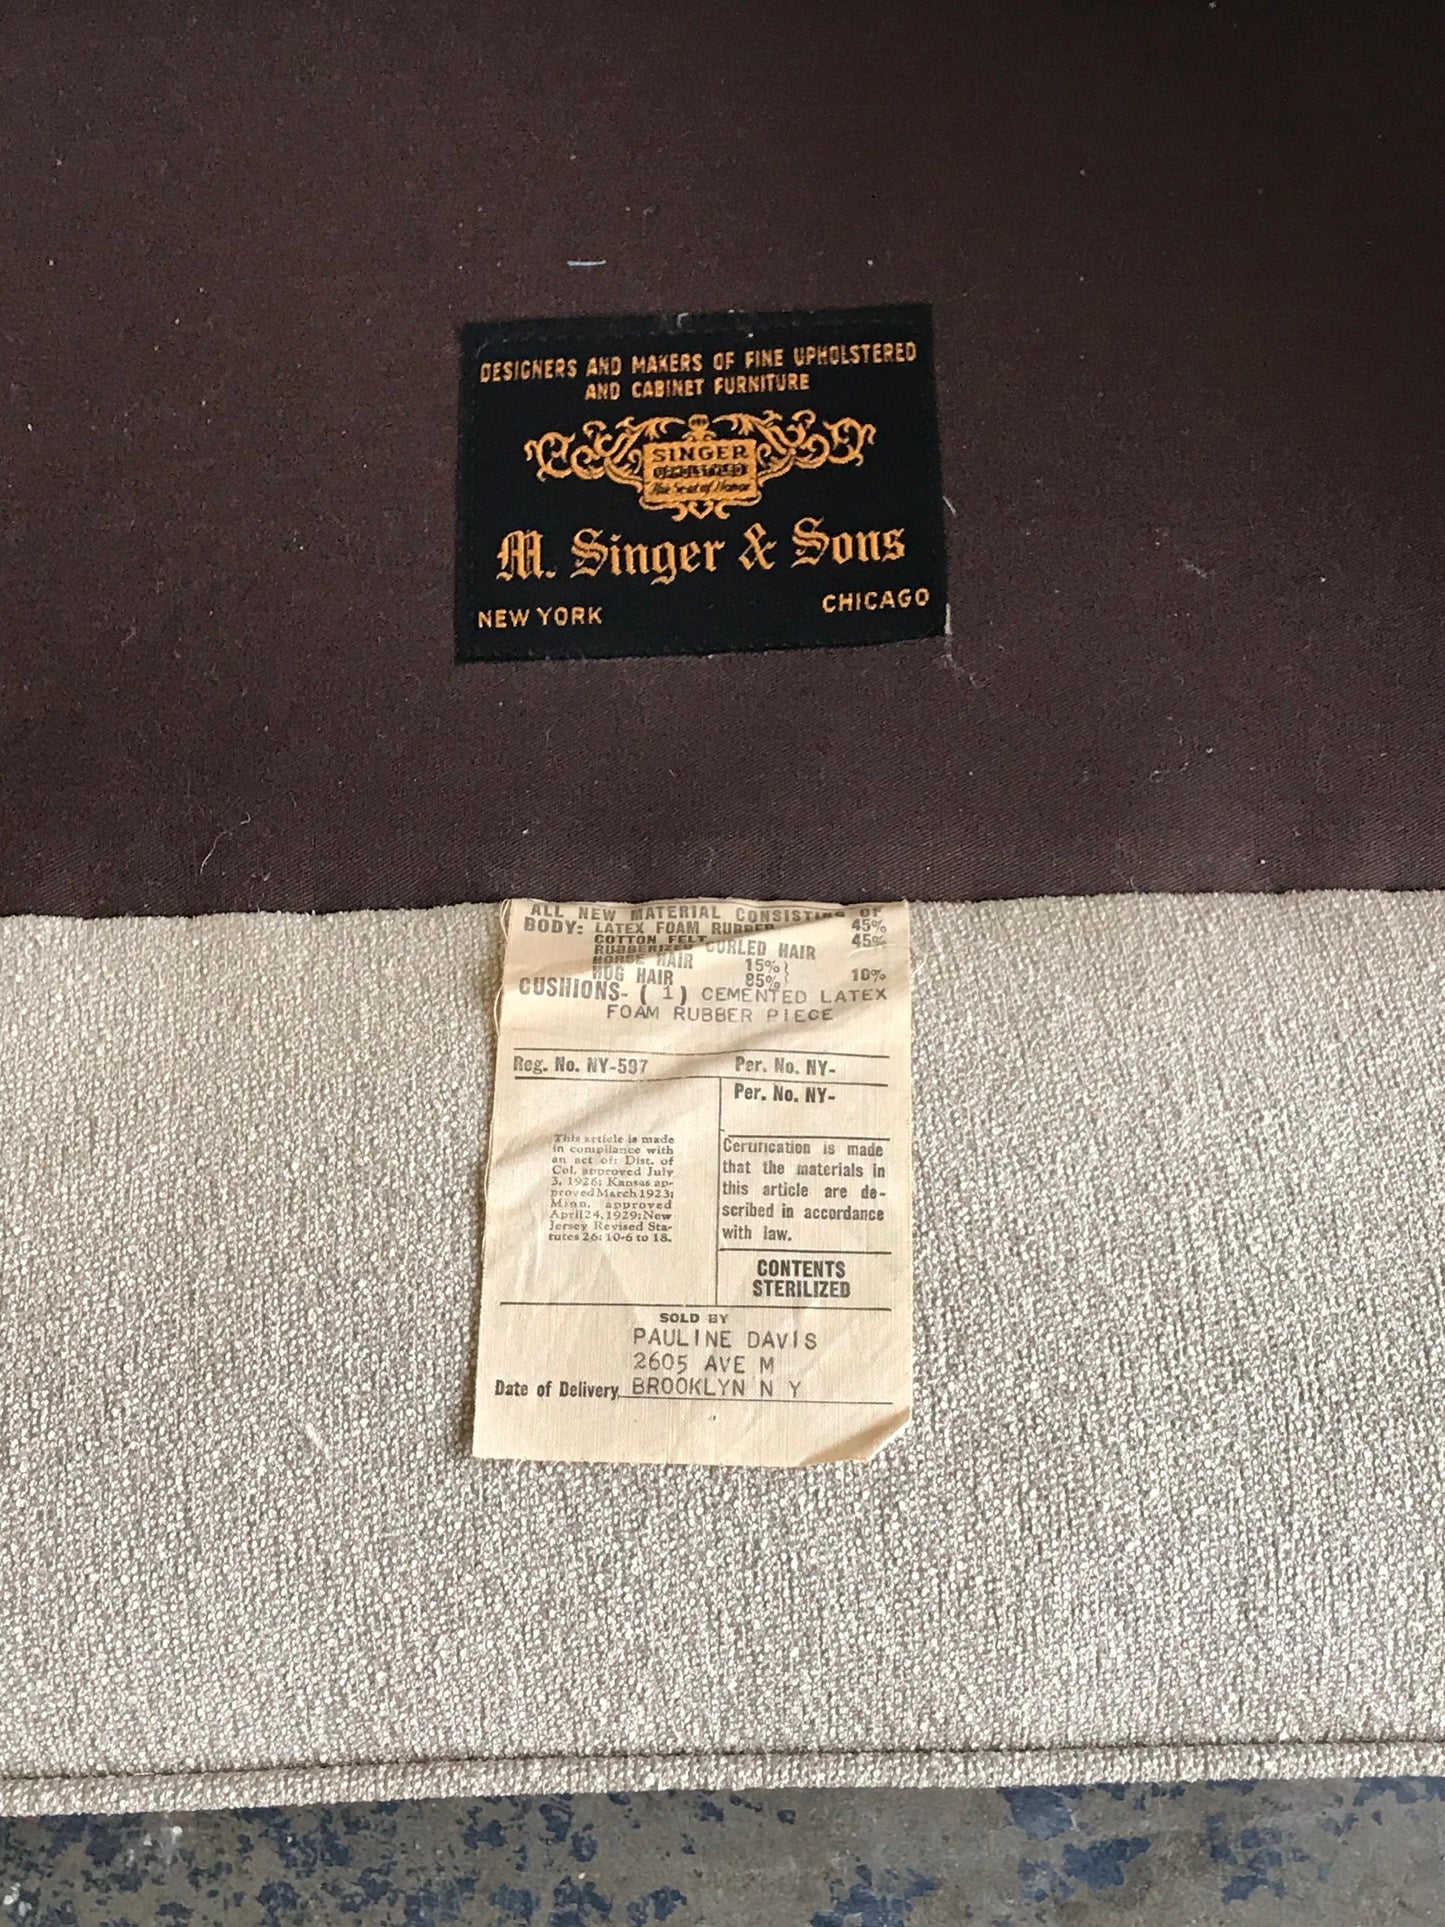 DESIGNERS AND MAKERS OF FINE UPHOLSTERED
AND CABINET FURNITURE
SINGER
UPHOLSTERED
The Seat of Honor
M. Singer & Sons
NEW YORK CHICAGO
ALL NEW MATERIAL CONSISTING OF
BODY: LATEX FOAM RUBBER 45%
COTTON FELT 45%
RUBBERIZED CURLED HAIR
HORSE HAIR 15%}
HOG HAIR 85%} 10%
CUSHIONS- ( 1 ) CEMENTED LATEX
FOAM RUBBER PIECE
Reg. No. NY-597 Per. No. NY-
Per. No. NY-
This article is made
in compliance with
an act of: Dist. of
Col. approved July
3, 1926; Kansas ap-
proved March 1923;
Minn. approved
April 24, 1929; New
Jersey Revised Sta-
tutes 26: 10-6 to 18.
Certification is made
that the materials in
this article are de-
scribed in accordance
with law.
CONTENTS
STERILIZED
SOLD BY
PAULINE DAVIS
2605 AVE M
Date of Delivery BROOKLYN N Y